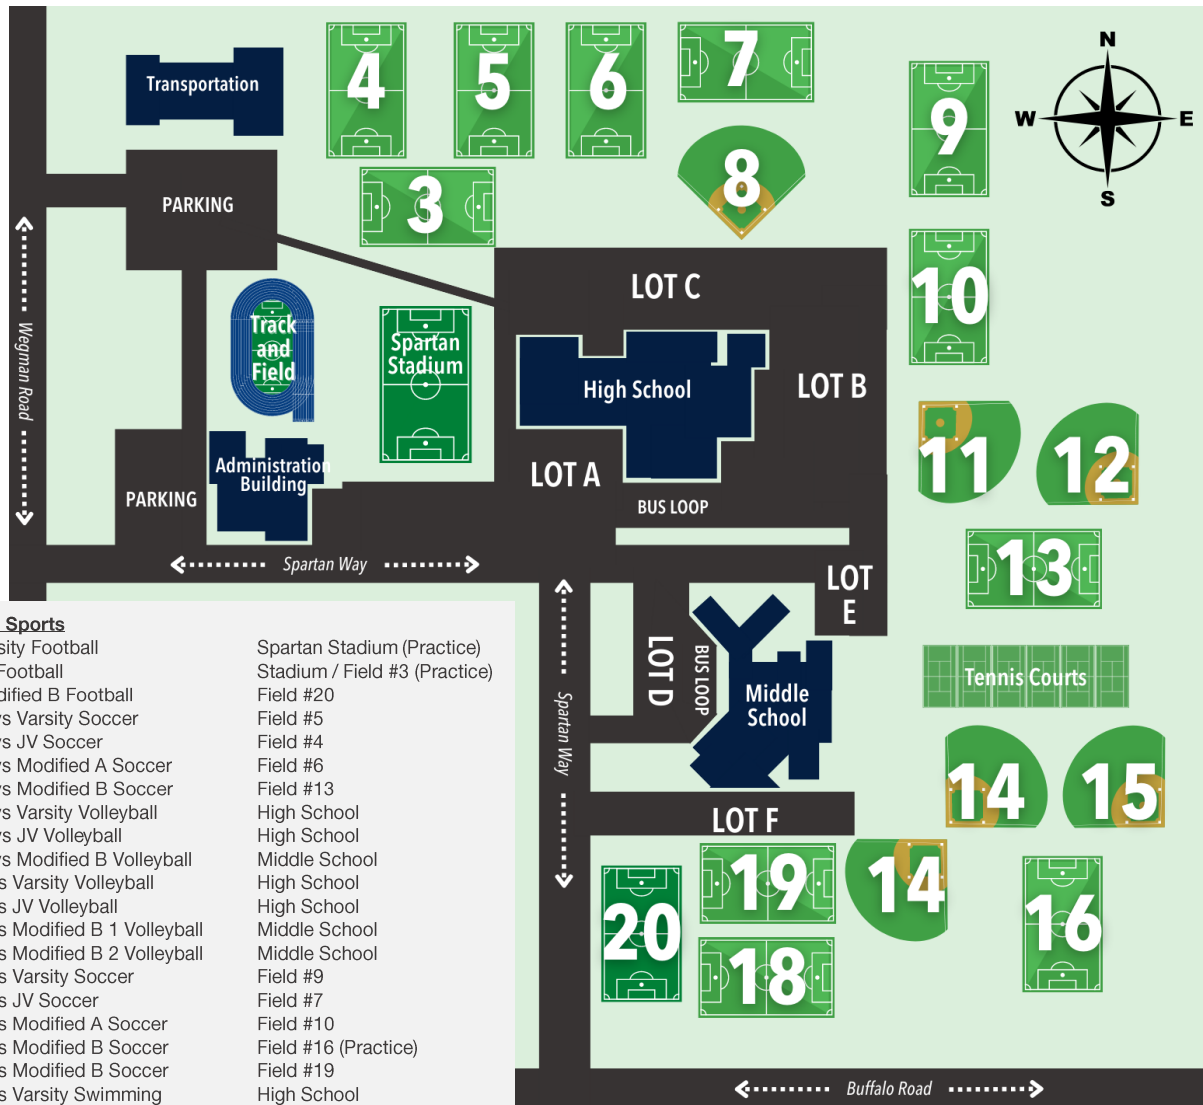 N
W E
S
Transportation
4
5
6
7
9
8
PARKING
3
10
LOT C
Track
and
Field
Spartan
Stadium
High School
LOT B
Wegman Road
11
12
LOT A
Administration
Building
PARKING
BUS LOOP
Spartan Way
13
LOT
E
LOT D
BUS LOOP
Middle
School
Tennis Courts
Spartan Way
14
15
LOT F
19
14
20
16
18
Buffalo Road
Sports
sity Football Spartan Stadium (Practice)
Football Stadium / Field #3 (Practice)
dified B Football Field #20
ys Varsity Soccer Field #5
ys JV Soccer Field #4
ys Modified A Soccer Field #6
ys Modified B Soccer Field #13
ys Varsity Volleyball High School
ys JV Volleyball High School
ys Modified B Volleyball Middle School
s Varsity Volleyball High School
s JV Volleyball High School
s Modified B 1 Volleyball Middle School
s Modified B 2 Volleyball Middle School
s Varsity Soccer Field #9
s JV Soccer Field #7
s Modified A Soccer Field #10
s Modified B Soccer Field #16 (Practice)
s Modified B Soccer Field #19
s Varsity Swimming High School